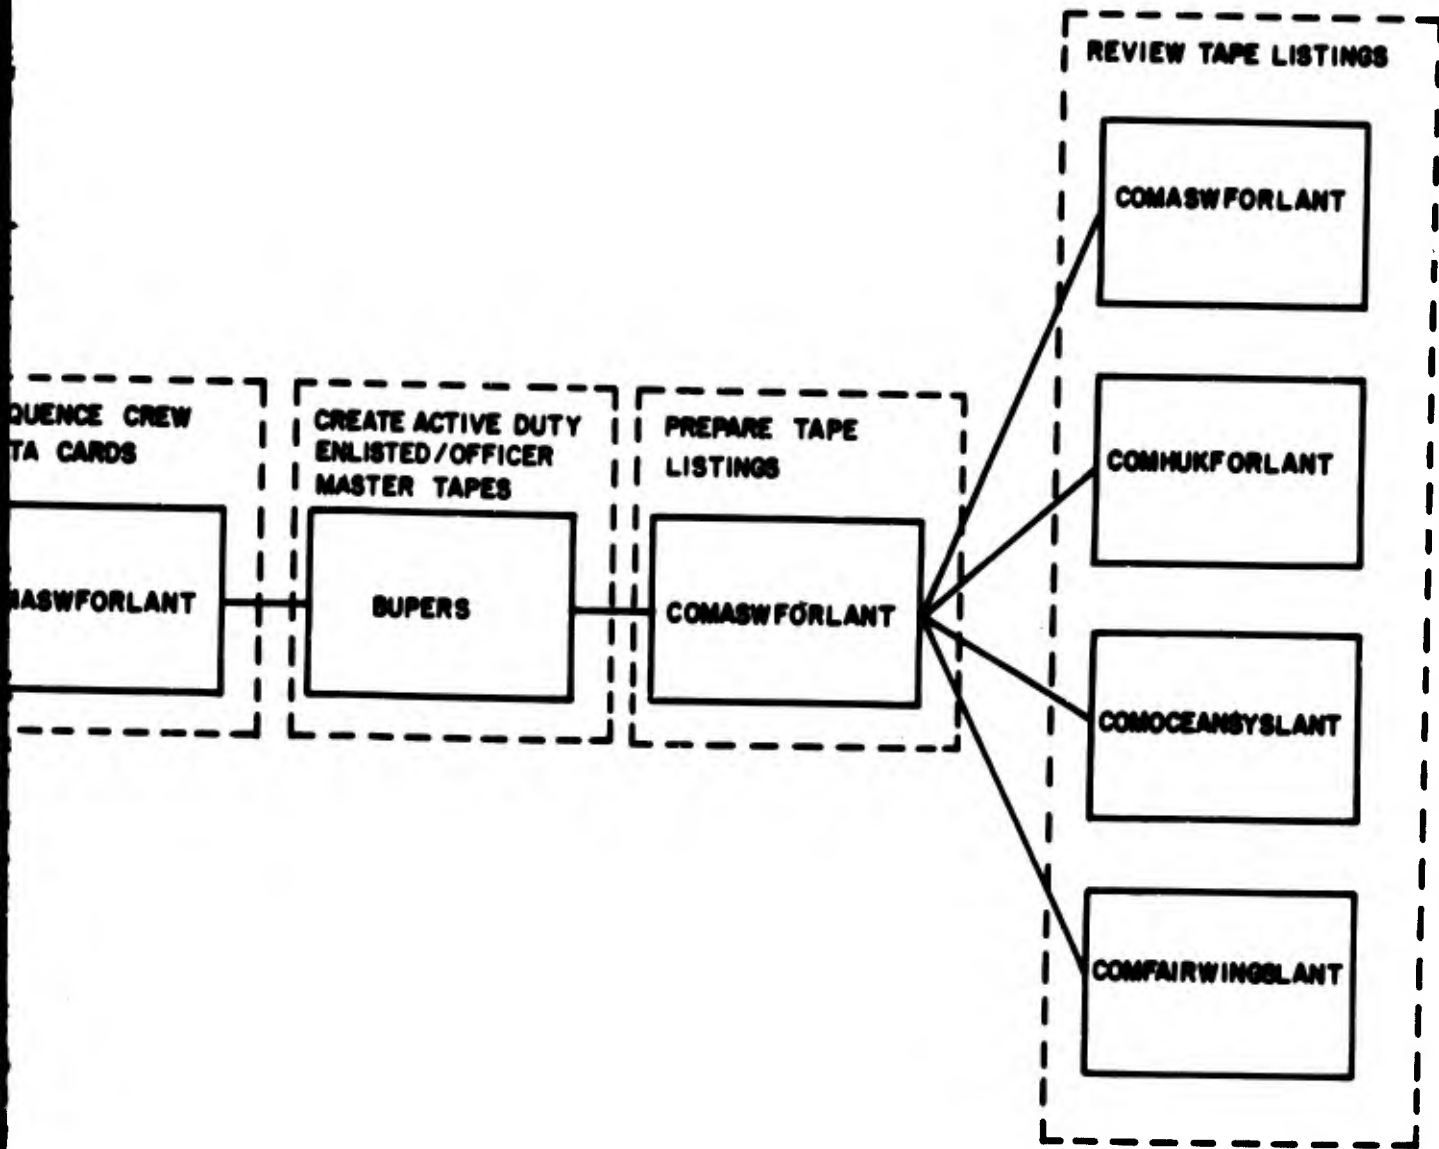 REVIEW TAPE LISTINGS
COMASWFORLANT
COMHUKFORLANT
COMOCEANSYSLANT
COMFAIRWINGSLANT
QUENCE CREW
TA CARDS
MASWFORLANT
CREATE ACTIVE DUTY
ENLISTED/OFFICER
MASTER TAPES
BUPERS
PREPARE TAPE
LISTINGS
COMASWFORLANT